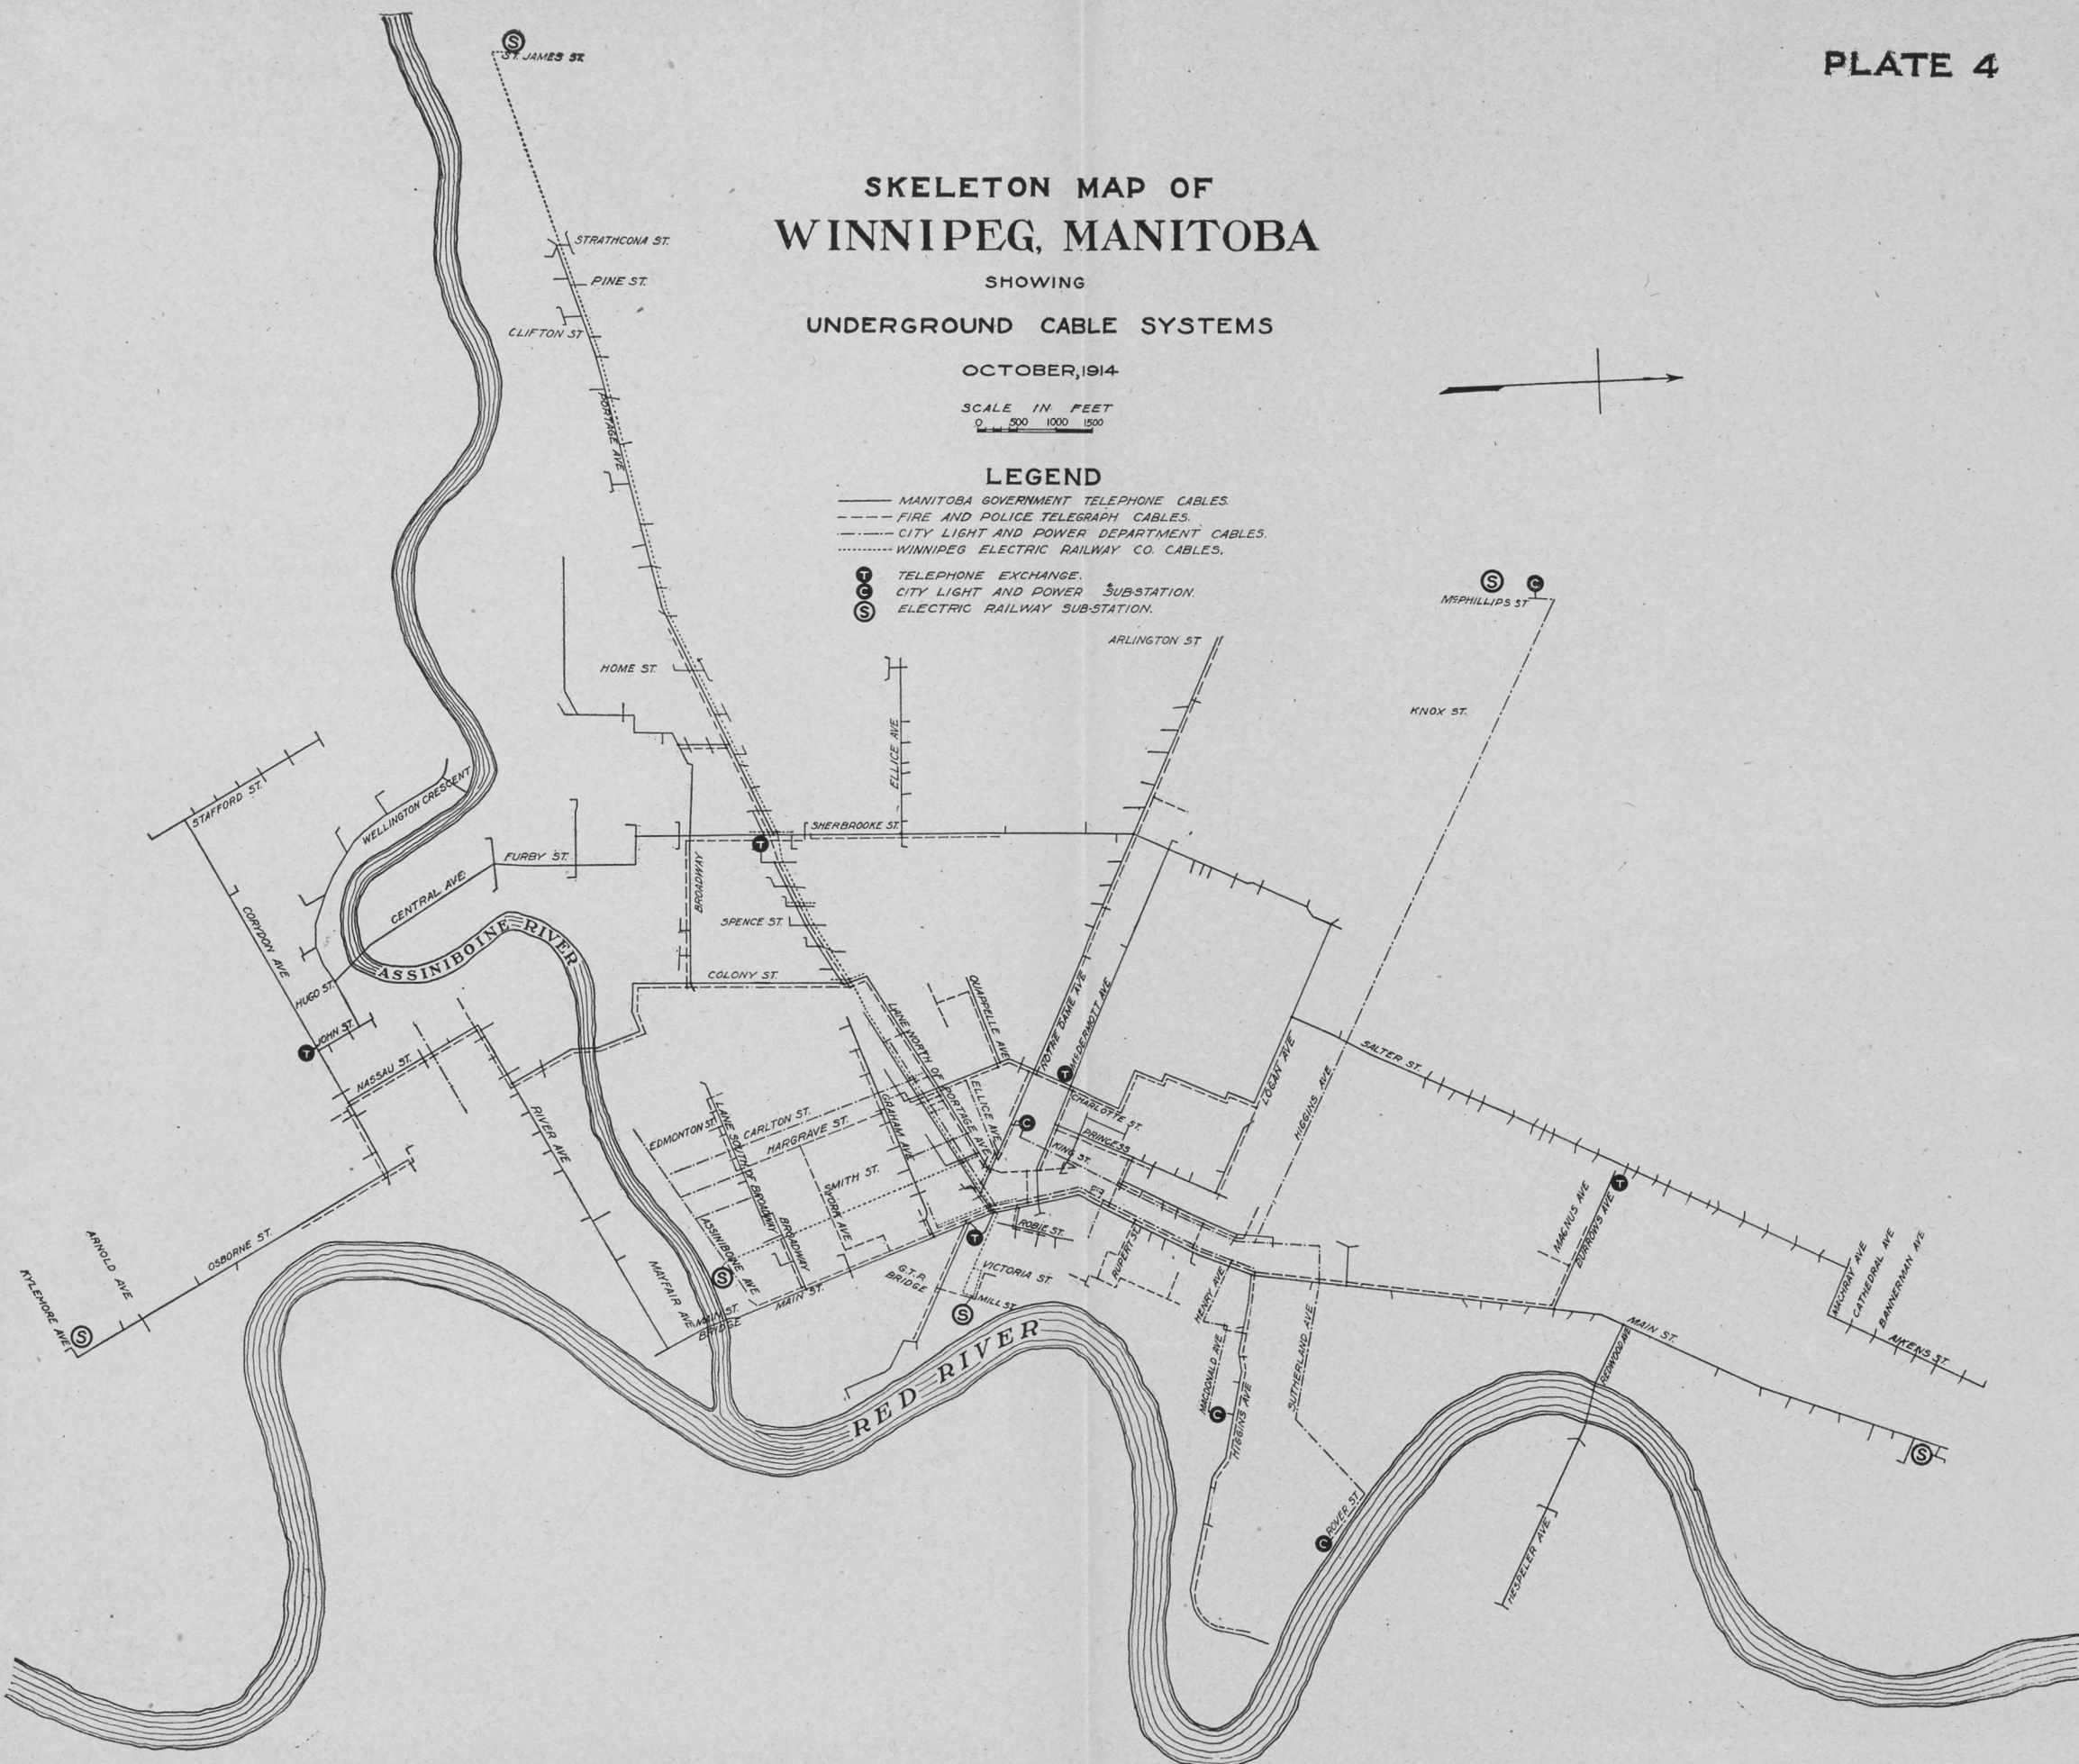 PLATE 4
SKELETON MAP OF
WINNIPEG, MANITOBA
SHOWING
UNDERGROUND CABLE SYSTEMS
OCTOBER, 1914
SCALE IN FEET
0 500 1000 1500
LEGEND
MANITOBA GOVERNMENT TELEPHONE CABLES.
FIRE AND POLICE TELEGRAPH CABLES.
CITY LIGHT AND POWER DEPARTMENT CABLES.
WINNIPEG ELECTRIC RAILWAY CO. CABLES.
T TELEPHONE EXCHANGE.
C CITY LIGHT AND POWER SUB-STATION.
S ELECTRIC RAILWAY SUB-STATION.
S
ST. JAMES ST.
STRATHCONA ST.
PINE ST.
CLIFTON ST
PORTAGE AVE
S
C
McPHILLIPS ST
ARLINGTON ST
HOME ST.
KNOX ST.
ELLICE AVE
STAFFORD ST.
WELLINGTON CRESCENT
SHERBROOKE ST.
T
FURBY ST.
CENTRAL AVE.
BROADWAY
CORYDON AVE
SPENCE ST.
ASSINIBOINE RIVER
COLONY ST.
HUGO ST.
JOHN ST.
T
NASSAU ST.
QUAPPELLE AVE
LANE NORTH OF PORTAGE AVE
NOTRE DAME AVE
McDERMOTT AVE
T
LOGAN AVE
HIGGINS AVE
SALTER ST.
ELLICE AVE
CHARLOTTE ST.
C
PRINCESS
KING ST.
GRAHAM AVE
CARLTON ST.
EDMONTON ST.
HARGRAVE ST.
LANE SOUTH OF BROADWAY
SMITH ST.
YORK AVE
RIVER AVE
BROADWAY
ASSINIBOINE AVE
S
MAIN ST.
MAIN ST. BRIDGE
MAYFAIR AVE
ROBIE ST.
T
G.T.P. BRIDGE
VICTORIA ST.
MILL ST.
S
RUPERT ST.
HENRY AVE
MACDONALD AVE
C
HIGGINS AVE
SUTHERLAND AVE
MAGNUS AVE
BURROWS AVE
T
MACHRAY AVE
CATHEDRAL AVE
BANNERMAN AVE
AIKENS ST.
MAIN ST.
REDWOOD AVE
S
HESPELER AVE
ROVER ST.
C
OSBORNE ST.
ARNOLD AVE
KYLEMORE AVE
S
RED RIVER